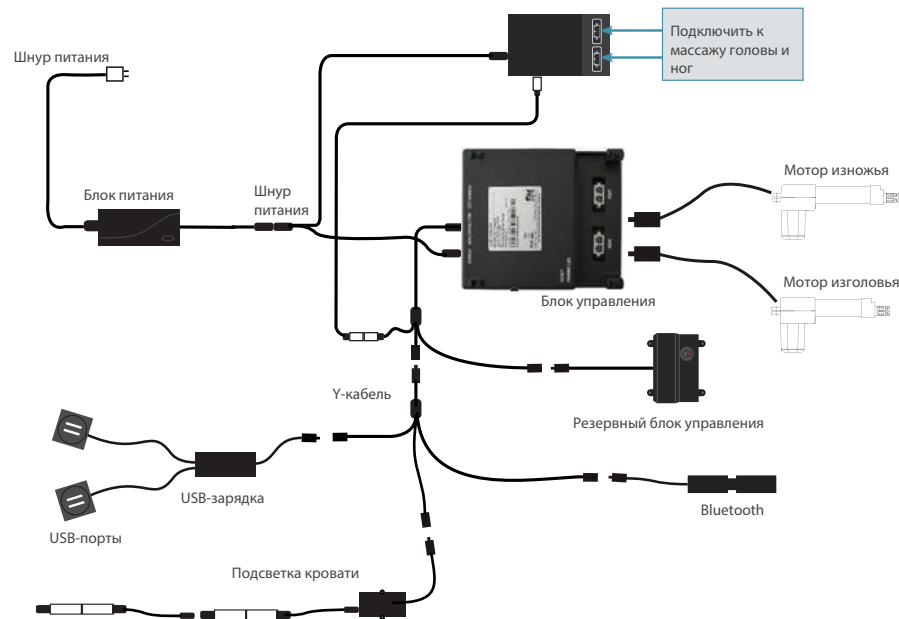 Подключить к
массажу головы и
ног
Шнур питания
Мотор изножья
Блок питания
Шнур
питания
Мотор изголовья
Блок управления
Y-кабель
Резервный блок управления
USB-зарядка
Bluetooth
USB-порты
Подсветка кровати